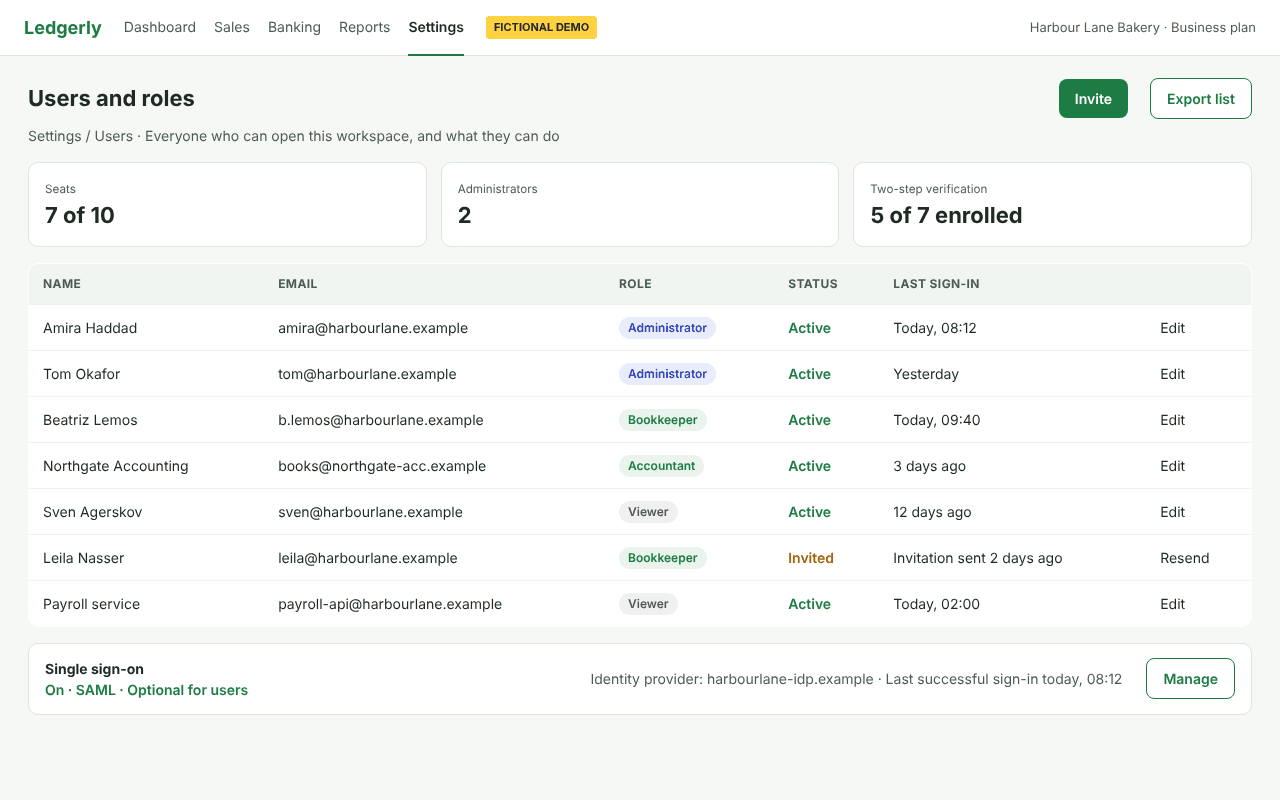 Ledgerly Dashboard Sales Banking Reports Settings FICTIONAL DEMO Harbour Lane Bakery · Business plan
Users and roles Invite Export list
Settings / Users · Everyone who can open this workspace, and what they can do
Seats Administrators Two-step verification
7 of 10 2 5 of 7 enrolled
NAME EMAIL ROLE STATUS LAST SIGN-IN
Amira Haddad amira@harbourlane.example Administrator Active Today, 08:12 Edit
Tom Okafor tom@harbourlane.example Administrator Active Yesterday Edit
Beatriz Lemos b.lemos@harbourlane.example Bookkeeper Active Today, 09:40 Edit
Northgate Accounting books@northgate-acc.example Accountant Active 3 days ago Edit
Sven Agerskov sven@harbourlane.example Viewer Active 12 days ago Edit
Leila Nasser leila@harbourlane.example Bookkeeper Invited Invitation sent 2 days ago Resend
Payroll service payroll-api@harbourlane.example Viewer Active Today, 02:00 Edit
Single sign-on
On · SAML · Optional for users
Identity provider: harbourlane-idp.example · Last successful sign-in today, 08:12 Manage